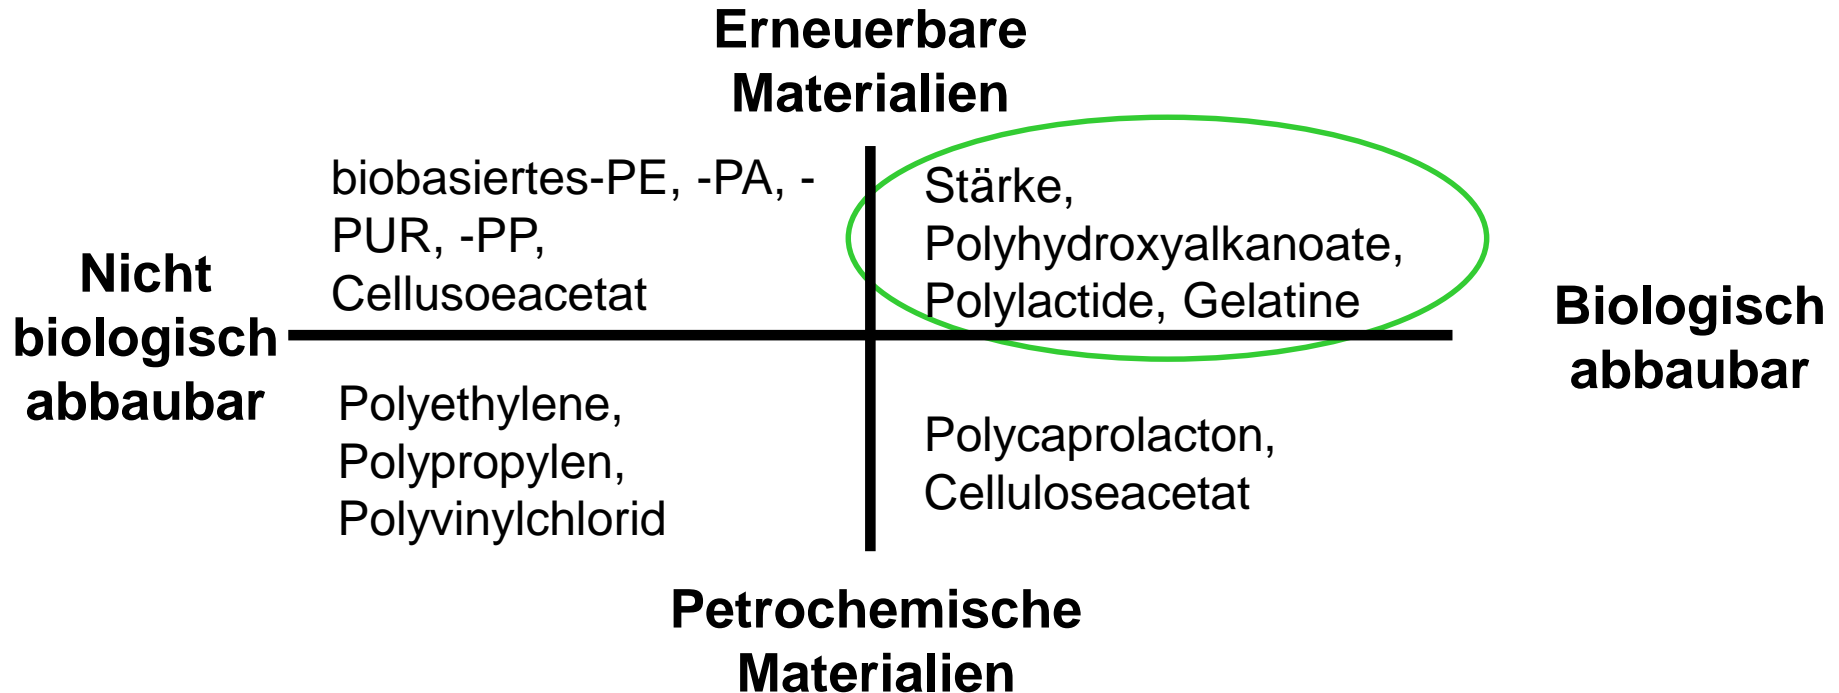 Erneuerbare
Materialien
biobasiertes-PE, -PA, -
PUR, -PP,
Cellusoeacetat
Stärke,
Polyhydroxyalkanoate,
Polylactide, Gelatine
Nicht
biologisch
abbaubar
Biologisch
abbaubar
Polyethylene,
Polypropylen,
Polyvinylchlorid
Polycaprolacton,
Celluloseacetat
Petrochemische
Materialien